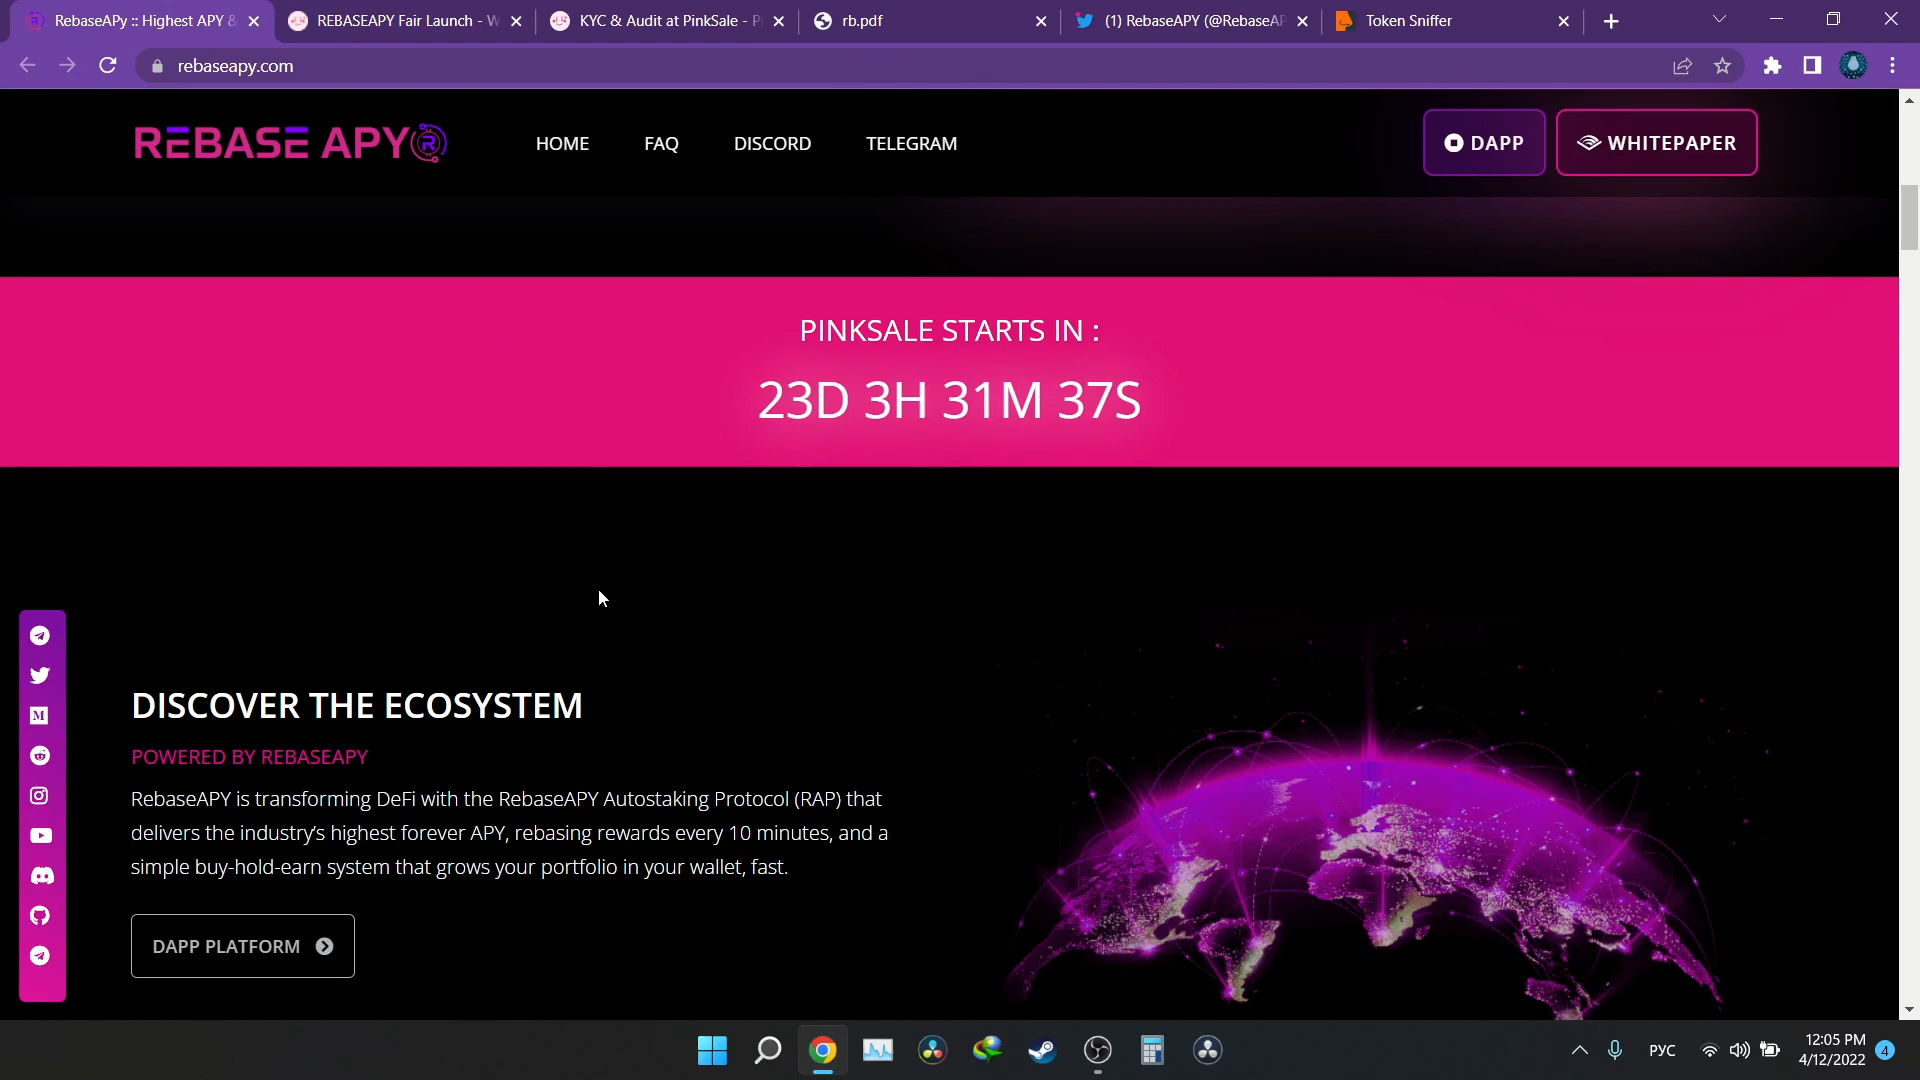 RebaseAPy :: Highest APY &
REBASEAPY Fair Launch - W
KYC & Audit at PinkSale - P
rb.pdf
(1) RebaseAPY (@RebaseAP
Token Sniffer
rebaseapy.com
REBASE APY
HOME
FAQ
DISCORD
TELEGRAM
DAPP
WHITEPAPER
PINKSALE STARTS IN :
23D 3H 31M 37S
DISCOVER THE ECOSYSTEM
POWERED BY REBASEAPY
RebaseAPY is transforming DeFi with the RebaseAPY Autostaking Protocol (RAP) that
delivers the industry's highest forever APY, rebasing rewards every 10 minutes, and a
simple buy-hold-earn system that grows your portfolio in your wallet, fast.
DAPP PLATFORM
РУС
12:05 PM
4/12/2022
4